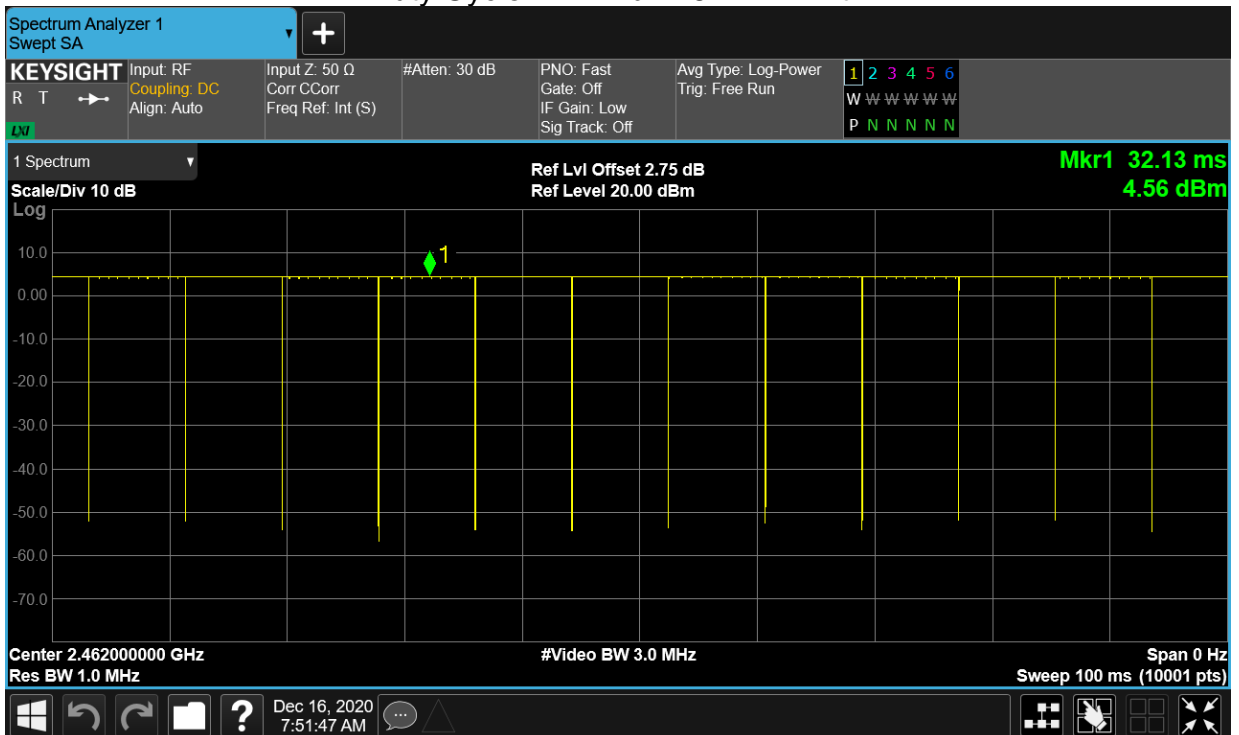 Spectrum Analyzer 1
Swept SA
KEYSIGHT
R T
LXI
Input: RF
Coupling: DC
Align: Auto
Input Z: 50 Ω
Corr CCorr
Freq Ref: Int (S)
#Atten: 30 dB
PNO: Fast
Gate: Off
IF Gain: Low
Sig Track: Off
Avg Type: Log-Power
Trig: Free Run
1 2 3 4 5 6
W W W W W W
P N N N N N
1 Spectrum
Scale/Div 10 dB
Log
Ref Lvl Offset 2.75 dB
Ref Level 20.00 dBm
Mkr1 32.13 ms
4.56 dBm
1
10.0
0.00
-10.0
-20.0
-30.0
-40.0
-50.0
-60.0
-70.0
Center 2.462000000 GHz
Res BW 1.0 MHz
#Video BW 3.0 MHz
Span 0 Hz
Sweep 100 ms (10001 pts)
?
Dec 16, 2020
7:51:47 AM